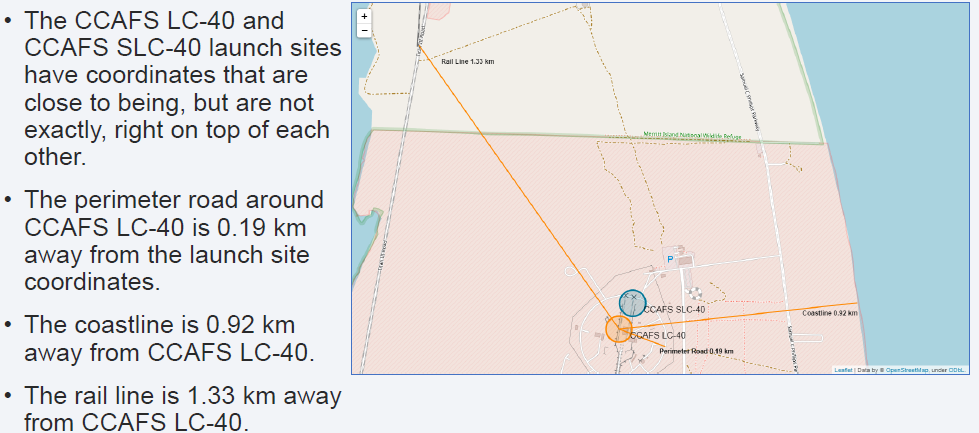 • The CCAFS LC-40 and
CCAFS SLC-40 launch sites
have coordinates that are
close to being, but are not
exactly, right on top of each
other.
• The perimeter road around
CCAFS LC-40 is 0.19 km
away from the launch site
coordinates.
• The coastline is 0.92 km
away from CCAFS LC-40.
• The rail line is 1.33 km away
from CCAFS LC-40.
+
−
Rail Line 1.33 km
Merritt Island National Wildlife Refuge
P
CCAFS SLC-40
CCAFS LC-40
Coastline 0.92 km
Perimeter Road 0.19 km
Leaflet | Data by © OpenStreetMap, under ODbL.